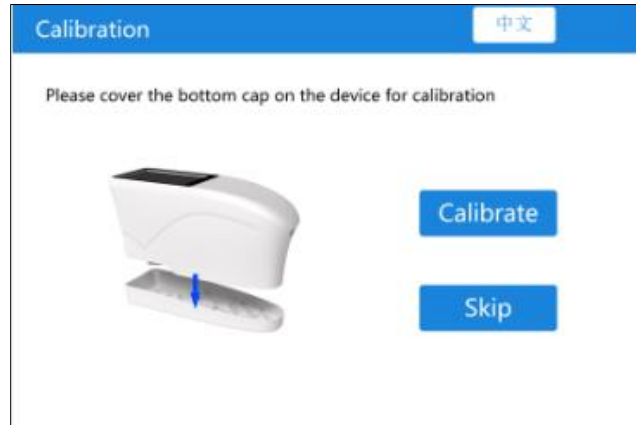 Calibration
中文
Please cover the bottom cap on the device for calibration
Calibrate
Skip